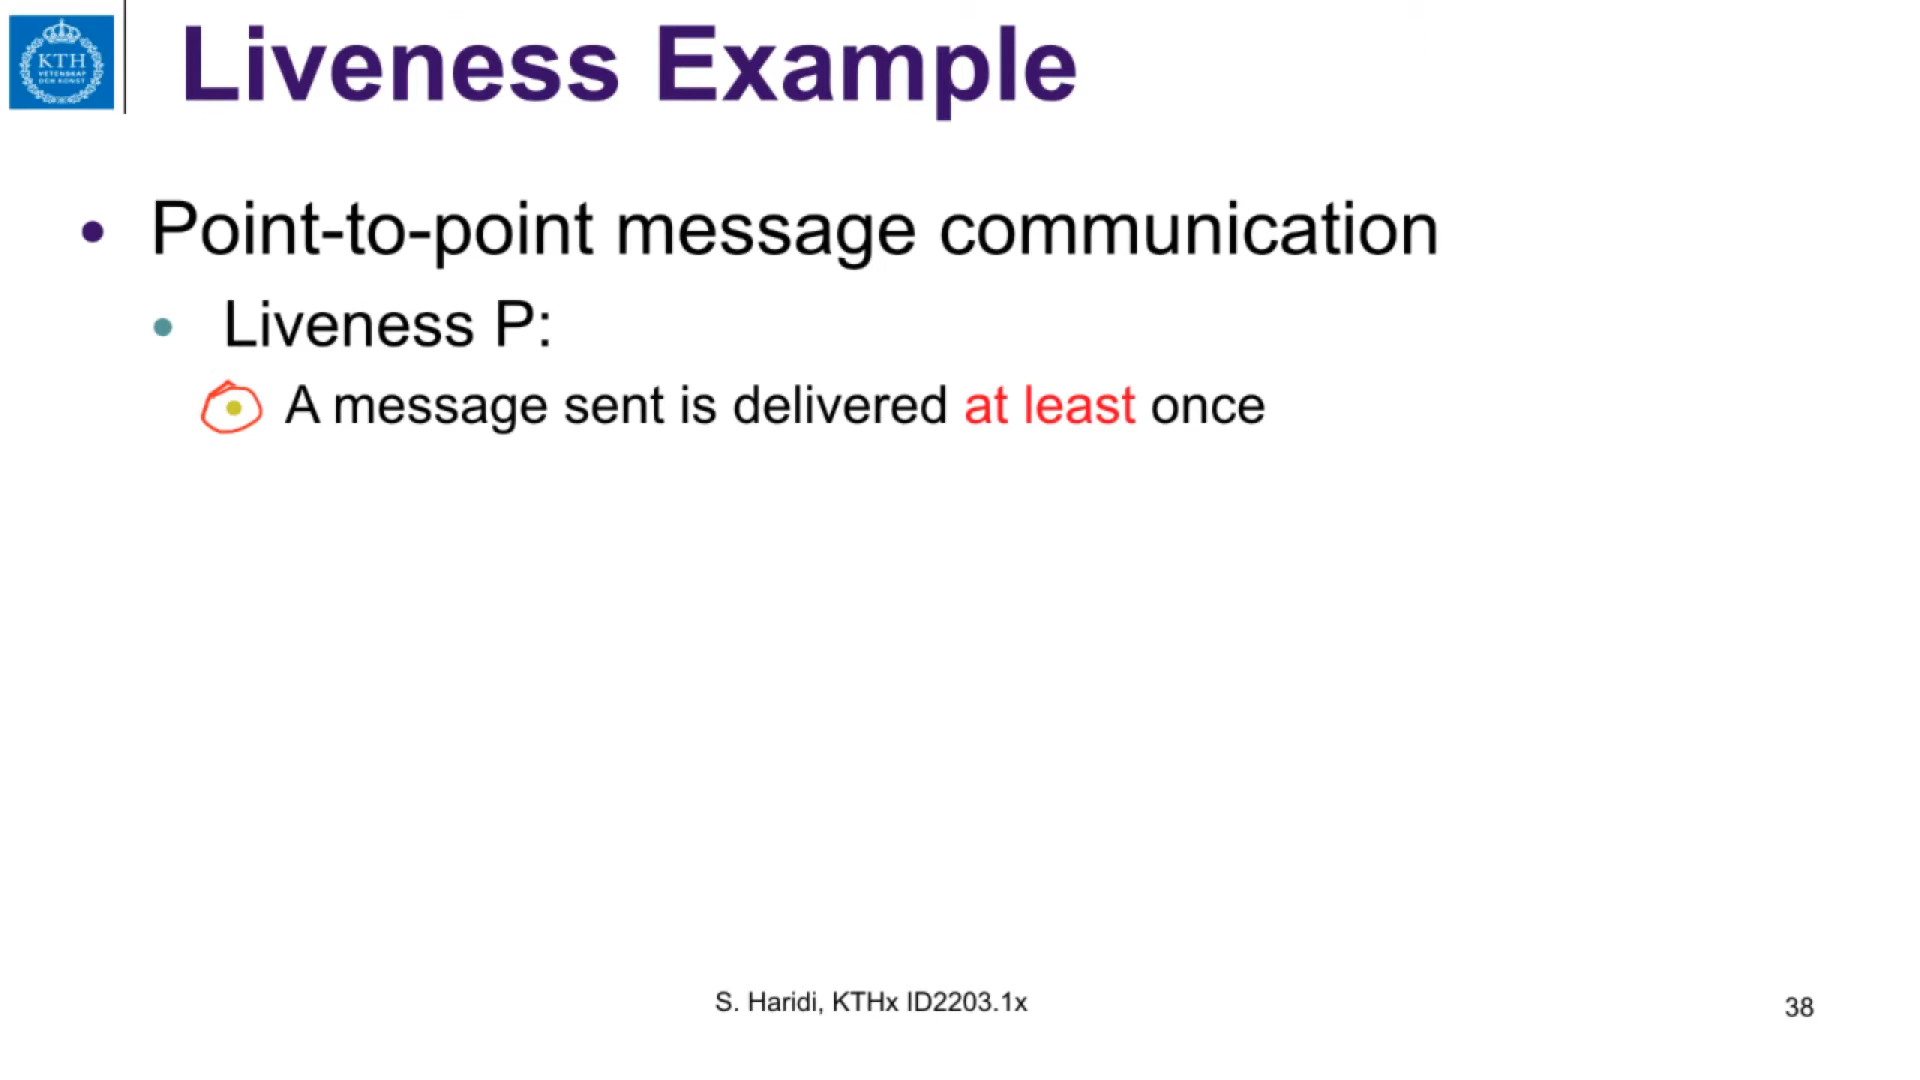 KTH
VETENSKAP
OCH KONST
Liveness Example
• Point-to-point message communication
• Liveness P:
• A message sent is delivered at least once
S. Haridi, KTHx ID2203.1x
38